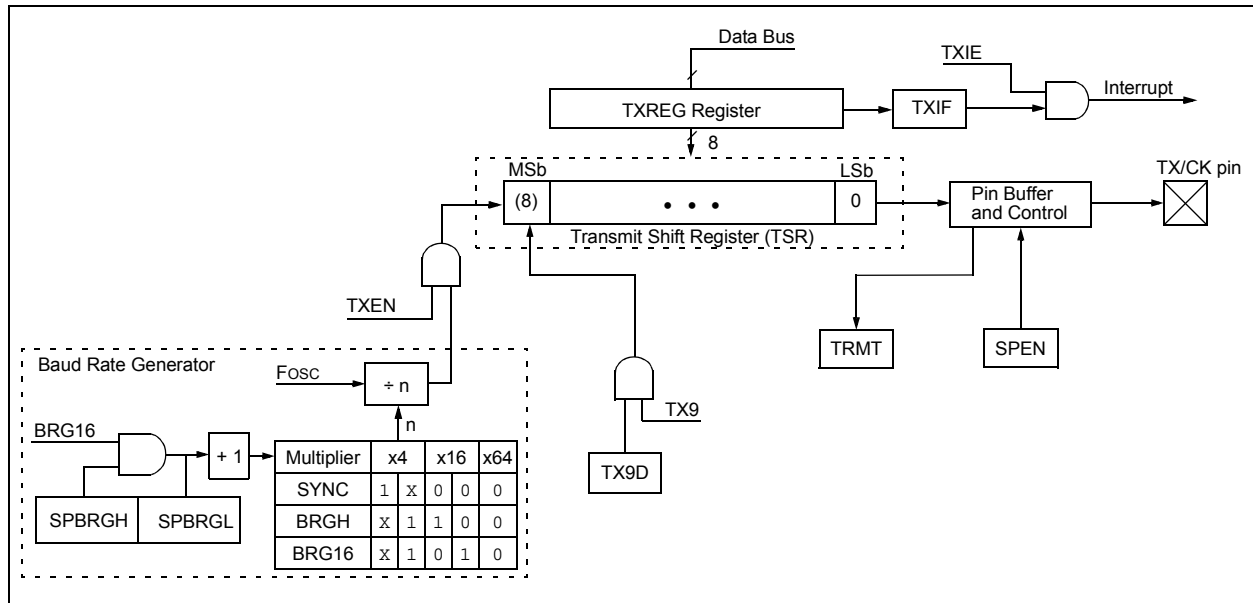 Data Bus
TXIE
Interrupt
TXREG Register
TXIF
8
MSb
LSb
TX/CK pin
(8)
• • •
0
Pin Buffer
and Control
Transmit Shift Register (TSR)
TXEN
TRMT
SPEN
Baud Rate Generator
FOSC
÷ n
TX9
n
BRG16
+ 1
Multiplier x4 x16 x64
TX9D
SYNC 1 X 0 0 0
SPBRGH SPBRGL
BRGH X 1 1 0 0
BRG16 X 1 0 1 0